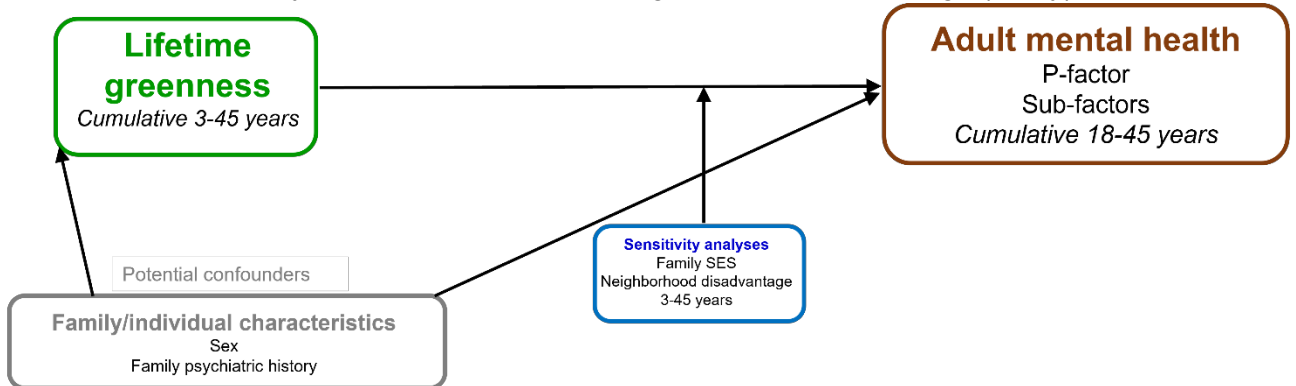 Lifetime
greenness
Cumulative 3-45 years
Adult mental health
P-factor
Sub-factors
Cumulative 18-45 years
Sensitivity analyses
Family SES
Neighborhood disadvantage
3-45 years
Potential confounders
Family/individual characteristics
Sex
Family psychiatric history